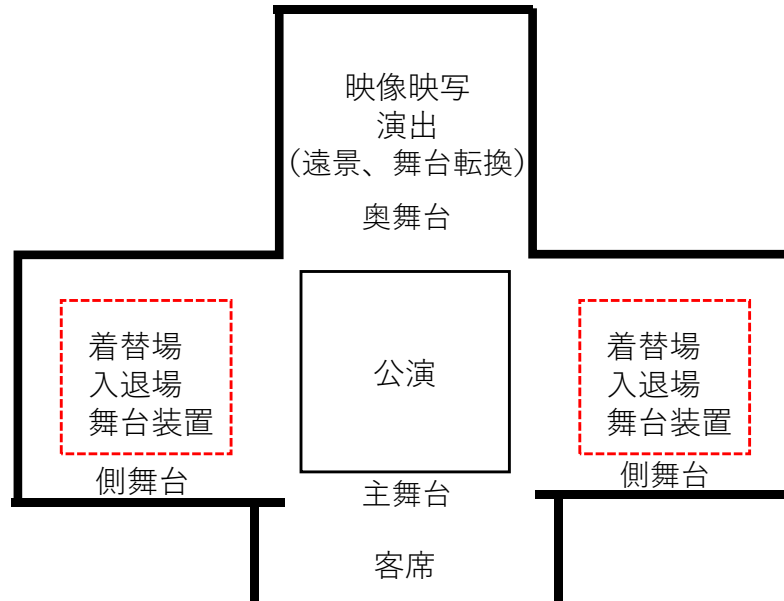 映像映写
演出
（遠景、舞台転換）
奥舞台
着替場
入退場
舞台装置
側舞台
公演
主舞台
着替場
入退場
舞台装置
側舞台
客席